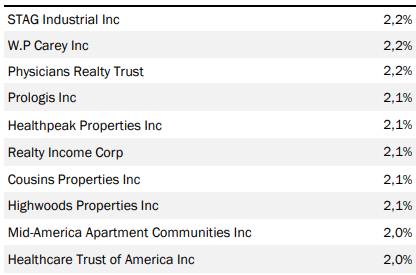 STAG Industrial Inc 2,2%
W.P Carey Inc 2,2%
Physicians Realty Trust 2,2%
Prologis Inc 2,1%
Healthpeak Properties Inc 2,1%
Realty Income Corp 2,1%
Cousins Properties Inc 2,1%
Highwoods Properties Inc 2,1%
Mid-America Apartment Communities Inc 2,0%
Healthcare Trust of America Inc 2,0%